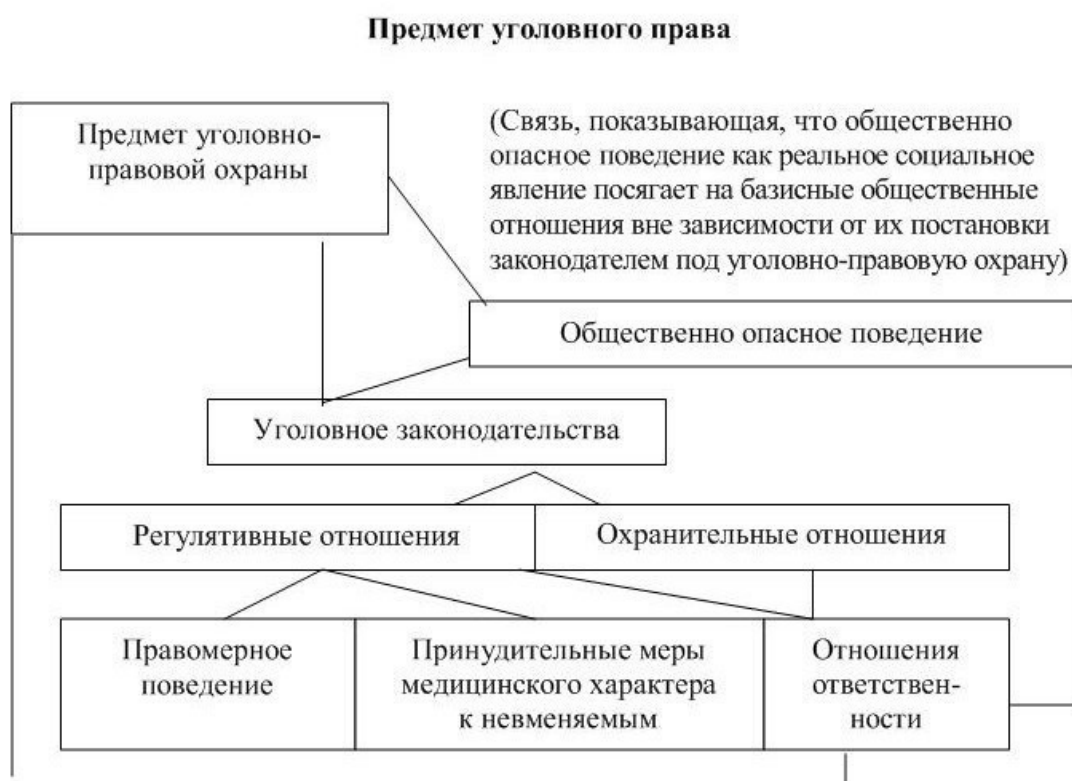 Предмет уголовного права
Предмет уголовно-
правовой охраны
(Связь, показывающая, что общественно
опасное поведение как реальное социальное
явление посягает на базисные общественные
отношения вне зависимости от их постановки
законодателем под уголовно-правовую охрану)
Общественно опасное поведение
Уголовное законодательства
Регулятивные отношения
Охранительные отношения
Правомерное
поведение
Принудительные меры
медицинского характера
к невменяемым
Отношения
ответствен-
ности